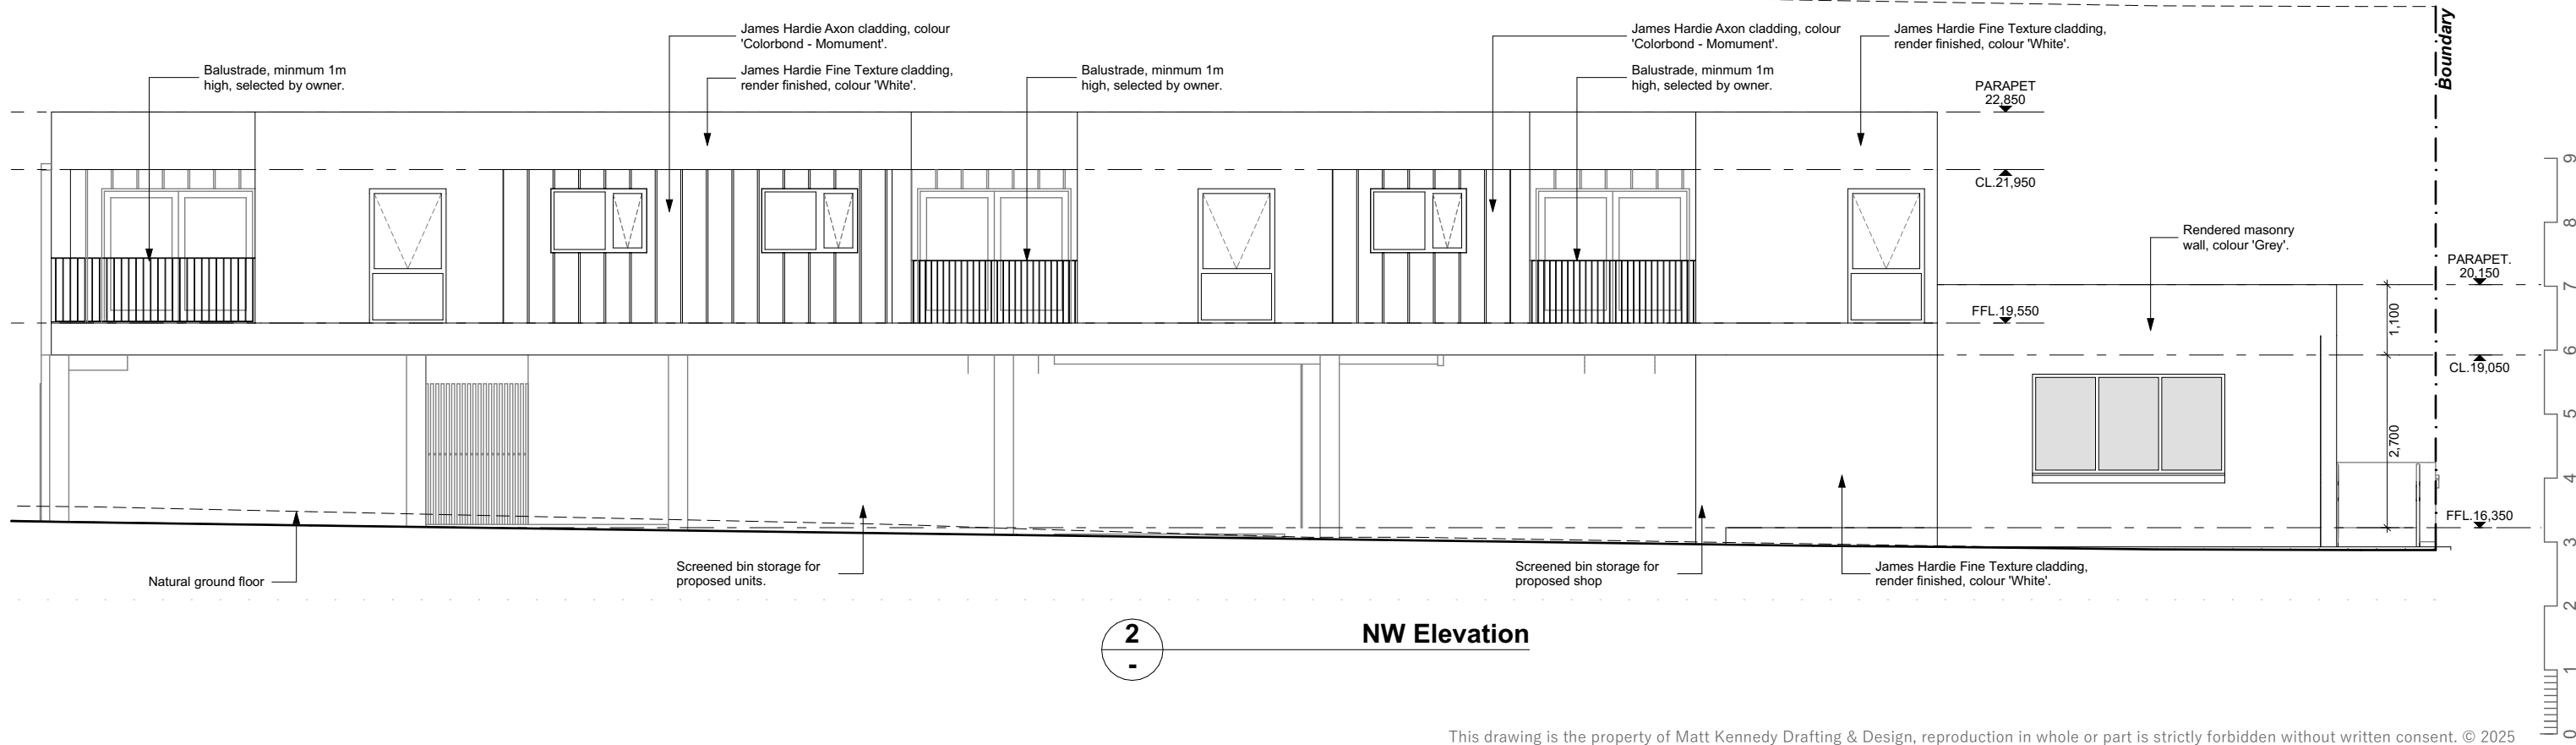 James Hardie Axon cladding, colour
'Colorbond - Momument'.
James Hardie Fine Texture cladding,
render finished, colour 'White'.
Balustrade, minmum 1m
high, selected by owner.
Balustrade, minmum 1m
high, selected by owner.
James Hardie Axon cladding, colour
'Colorbond - Momument'.
Balustrade, minmum 1m
high, selected by owner.
James Hardie Fine Texture cladding,
render finished, colour 'White'.
Boundary
PARAPET
22,850
CL.21,950
Rendered masonry
wall, colour 'Grey'.
PARAPET.
20,150
FFL.19,550
1,100
CL.19,050
2,700
FFL.16,350
Natural ground floor
Screened bin storage for
proposed units.
Screened bin storage for
proposed shop
James Hardie Fine Texture cladding,
render finished, colour 'White'.
9
8
7
6
5
4
3
2
1
0
2
-
NW Elevation
This drawing is the property of Matt Kennedy Drafting & Design, reproduction in whole or part is strictly forbidden without written consent. © 2025